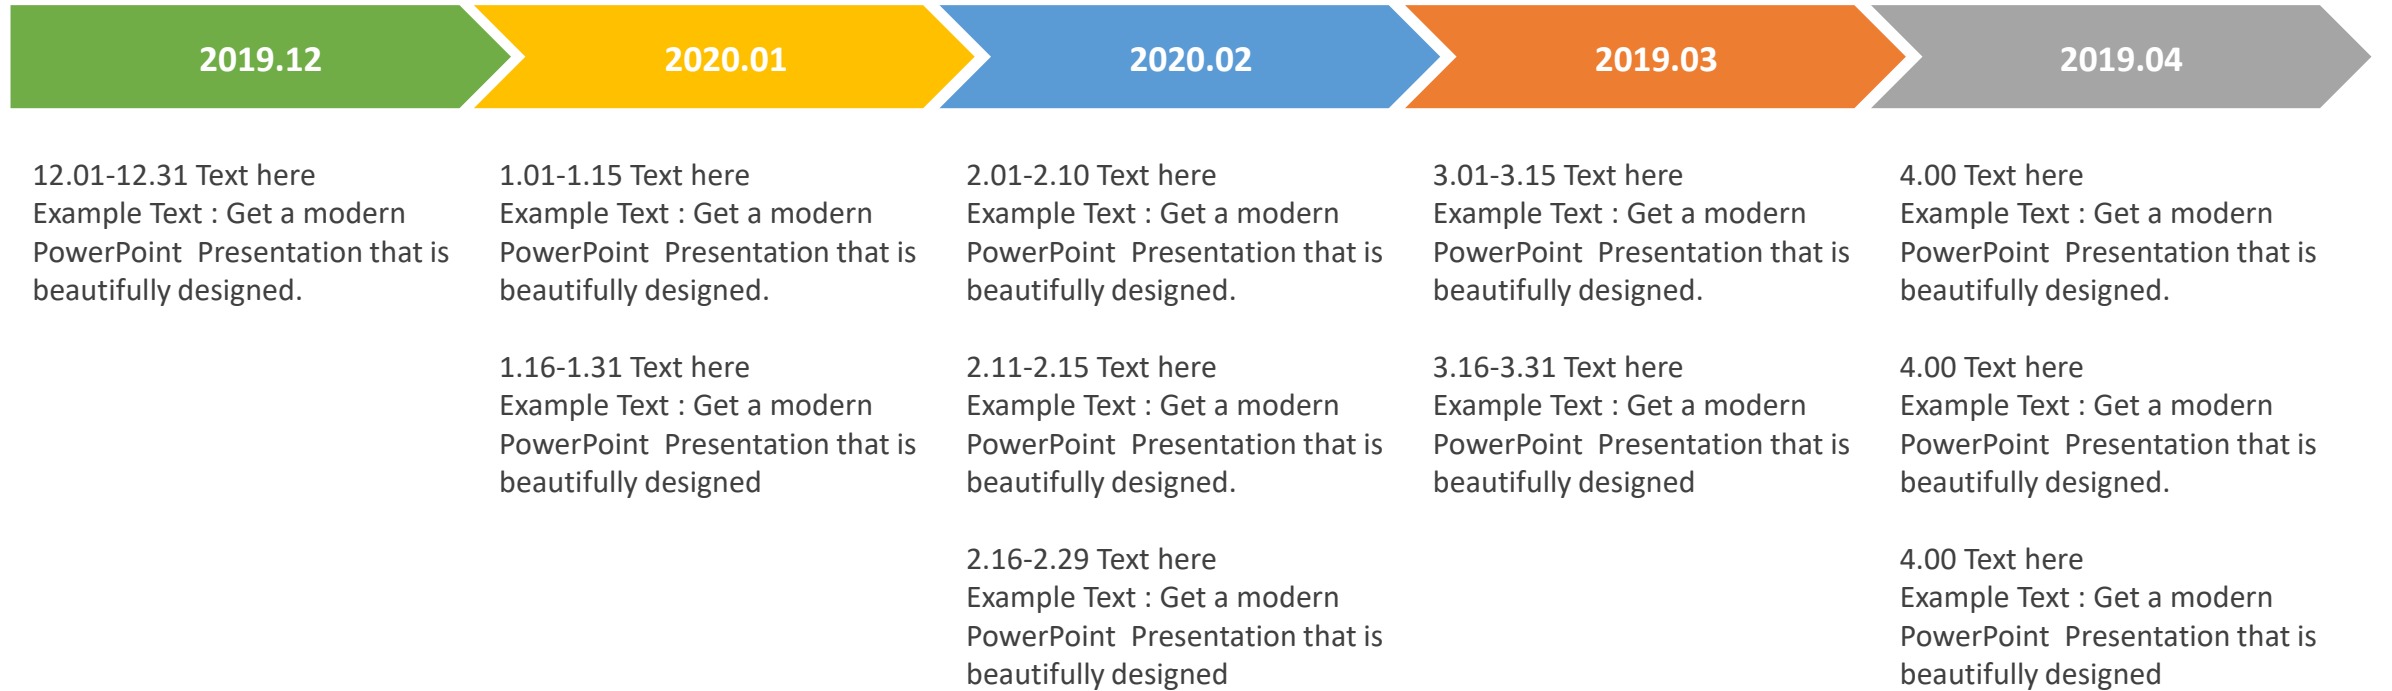 2019.12
2020.01
2020.02
2019.03
2019.04
12.01-12.31 Text here
Example Text : Get a modern
PowerPoint  Presentation that is
beautifully designed.
1.01-1.15 Text here
Example Text : Get a modern
PowerPoint  Presentation that is
beautifully designed.
1.16-1.31 Text here
Example Text : Get a modern
PowerPoint  Presentation that is
beautifully designed
2.01-2.10 Text here
Example Text : Get a modern
PowerPoint  Presentation that is
beautifully designed.
2.11-2.15 Text here
Example Text : Get a modern
PowerPoint  Presentation that is
beautifully designed.
2.16-2.29 Text here
Example Text : Get a modern
PowerPoint  Presentation that is
beautifully designed
3.01-3.15 Text here
Example Text : Get a modern
PowerPoint  Presentation that is
beautifully designed.
3.16-3.31 Text here
Example Text : Get a modern
PowerPoint  Presentation that is
beautifully designed
4.00 Text here
Example Text : Get a modern
PowerPoint  Presentation that is
beautifully designed.
4.00 Text here
Example Text : Get a modern
PowerPoint  Presentation that is
beautifully designed.
4.00 Text here
Example Text : Get a modern
PowerPoint  Presentation that is
beautifully designed